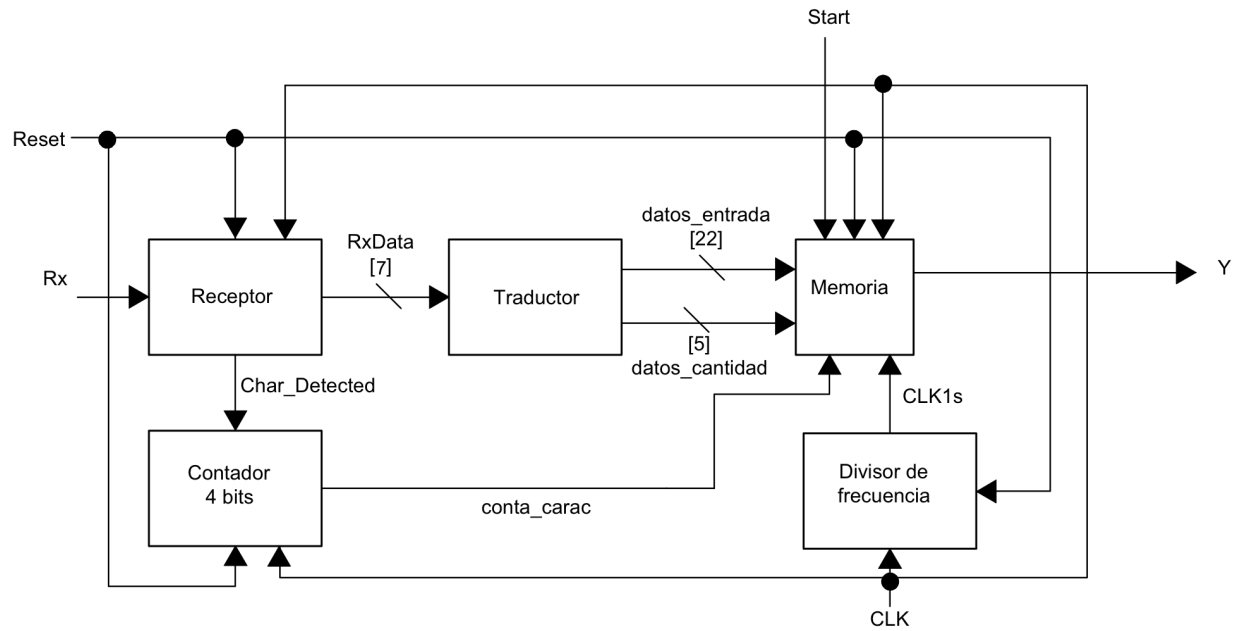 Start
Reset
datos_entrada
[22]
RxData
[7]
Rx
Receptor
Traductor
Memoria
Y
[5]
datos_cantidad
Char_Detected
CLK1s
Contador
4 bits
conta_carac
Divisor de
frecuencia
CLK